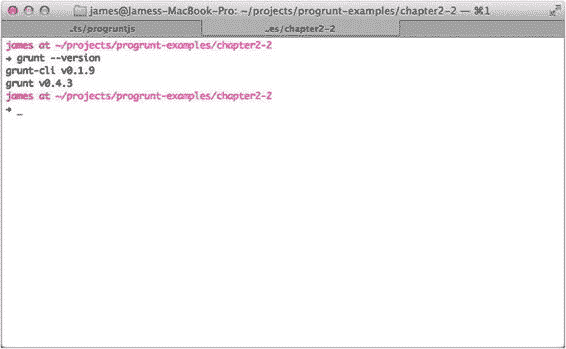 james@Jamess-MacBook-Pro: ~/projects/progrunt-examples/chapter2-2 — ⌘1
..ts/progruntjs
..es/chapter2-2
james at ~/projects/progrunt-examples/chapter2-2
➜ grunt --version
grunt-cli v0.1.9
grunt v0.4.3
james at ~/projects/progrunt-examples/chapter2-2
➜ _